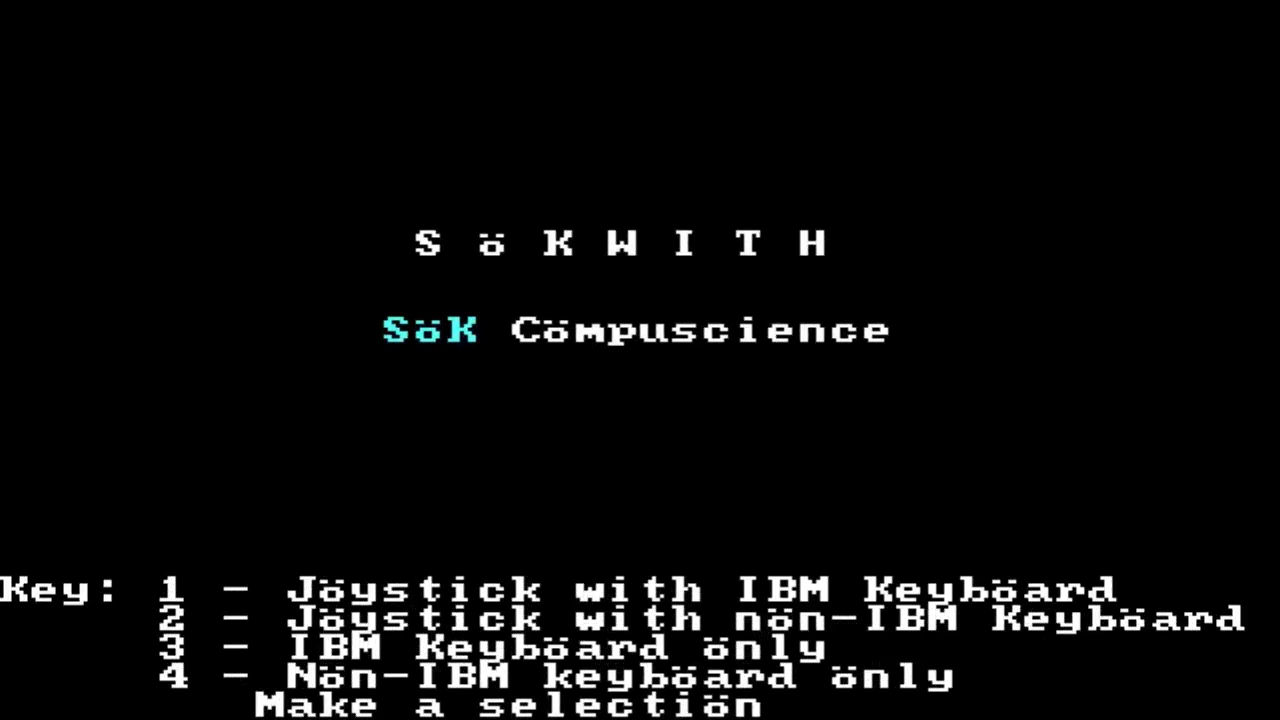 S ö K W I T H
SöK Cömpuscience
Key: 1 - Jöystick with IBM Keyböard
2 - Jöystick with nön-IBM Keyböard
3 - IBM Keyböard önly
4 - Nön-IBM keyböard önly
Make a selectiön